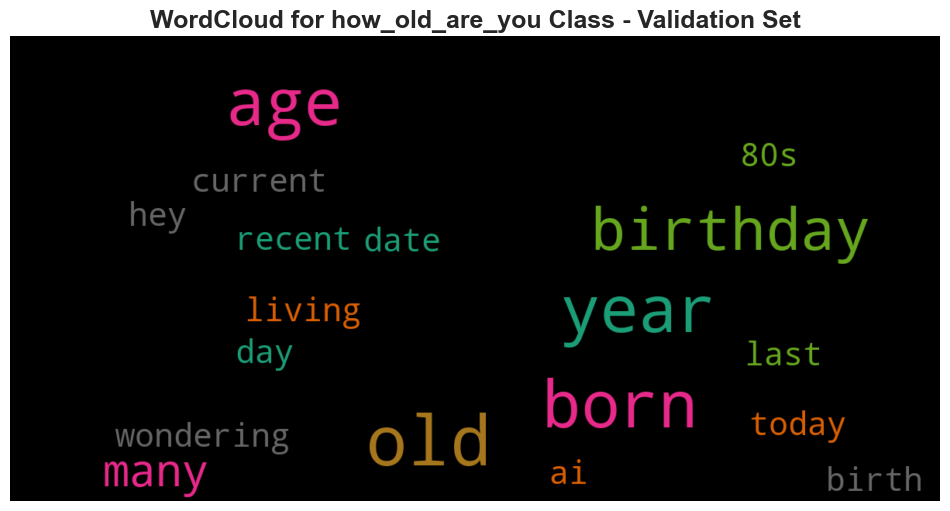 WordCloud for how_old_are_you Class - Validation Set
age
80s
current
hey
birthday
recent
date
living
year
day
last
born
old
today
wondering
many
ai
birth